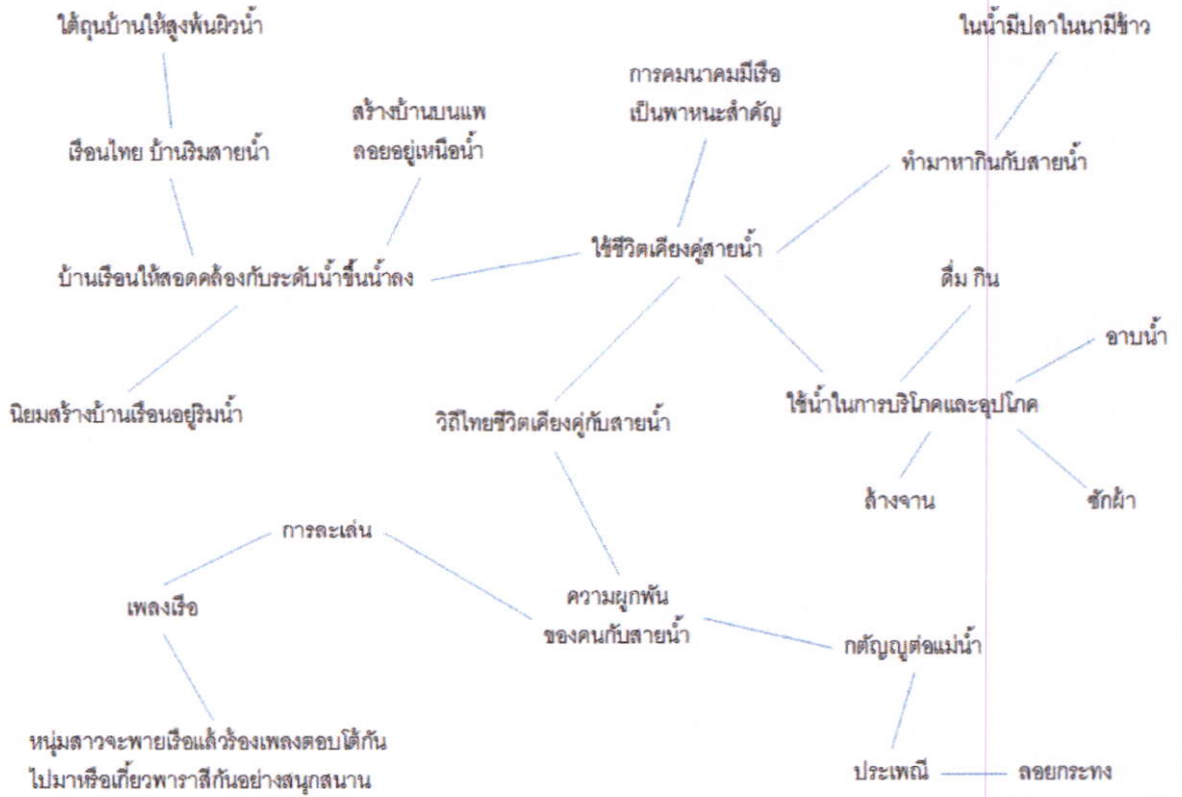 ใต้ถุนบ้านให้สูงพ้นผิวน้ำ
ในน้ำมีปลาในนามีข้าว
การคมนาคมมีเรือ
เป็นพาหนะสำคัญ
สร้างบ้านบนแพ
ลอยอยู่เหนือน้ำ
เรือนไทย บ้านริมสายน้ำ
ทำมาหากินกับสายน้ำ
ใช้ชีวิตเคียงคู่สายน้ำ
บ้านเรือนให้สอดคล้องกับระดับน้ำขึ้นน้ำลง
ดื่ม กิน
อาบน้ำ
นิยมสร้างบ้านเรือนอยู่ริมน้ำ
วิถีไทยชีวิตเคียงคู่กับสายน้ำ
ใช้น้ำในการบริโภคและอุปโภค
ล้างจาน
ซักผ้า
การละเล่น
เพลงเรือ
ความผูกพัน
ของคนกับสายน้ำ
กตัญญูต่อแม่น้ำ
หนุ่มสาวจะพายเรือแล้วร้องเพลงตอบโต้กัน
ไปมาหรือเกี้ยวพาราสีกันอย่างสนุกสนาน
ประเพณี
ลอยกระทง